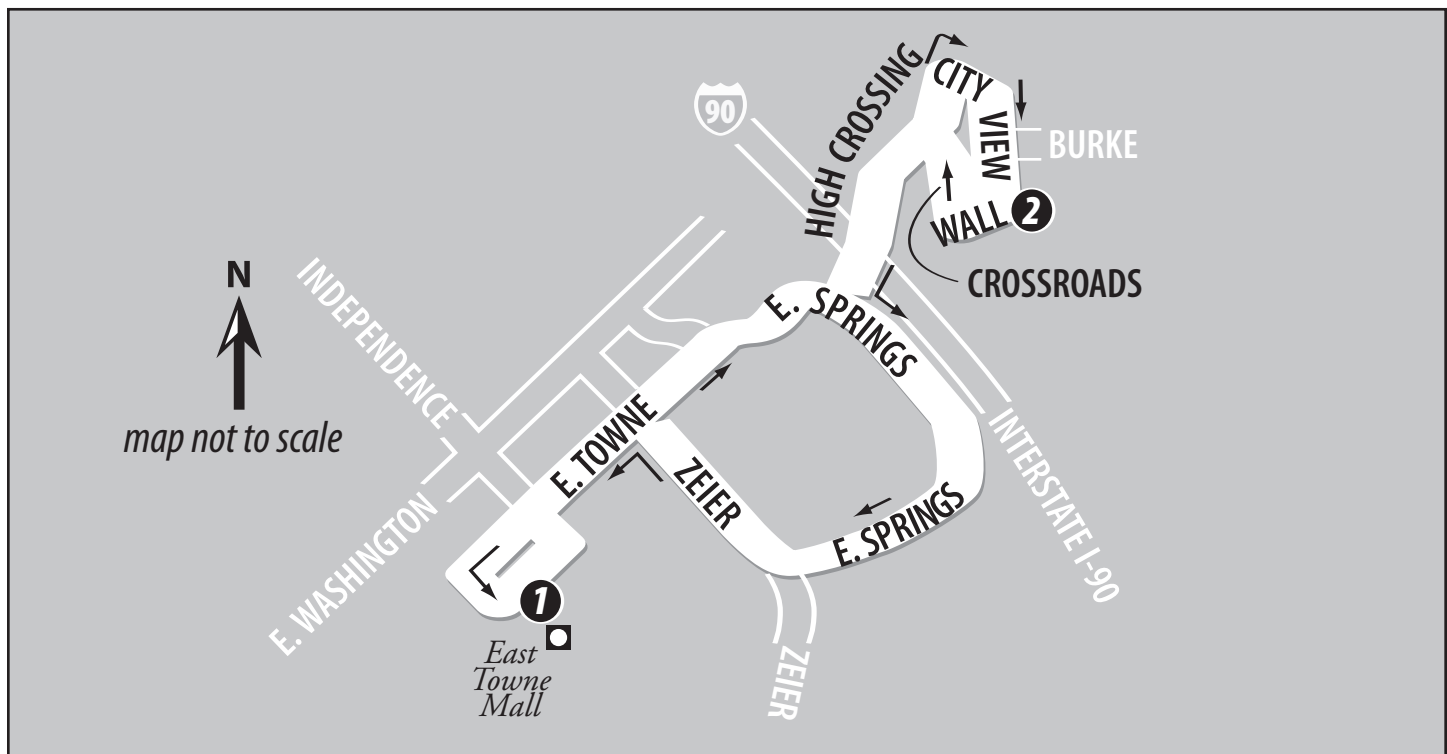 90
HIGH CROSSING
CITY
VIEW
BURKE
WALL
2
CROSSROADS
N
map not to scale
INDEPENDENCE
E. SPRINGS
E. TOWNE
ZEIER
INTERSTATE I-90
E. SPRINGS
E. WASHINGTON
1
East
Towne
Mall
ZEIER